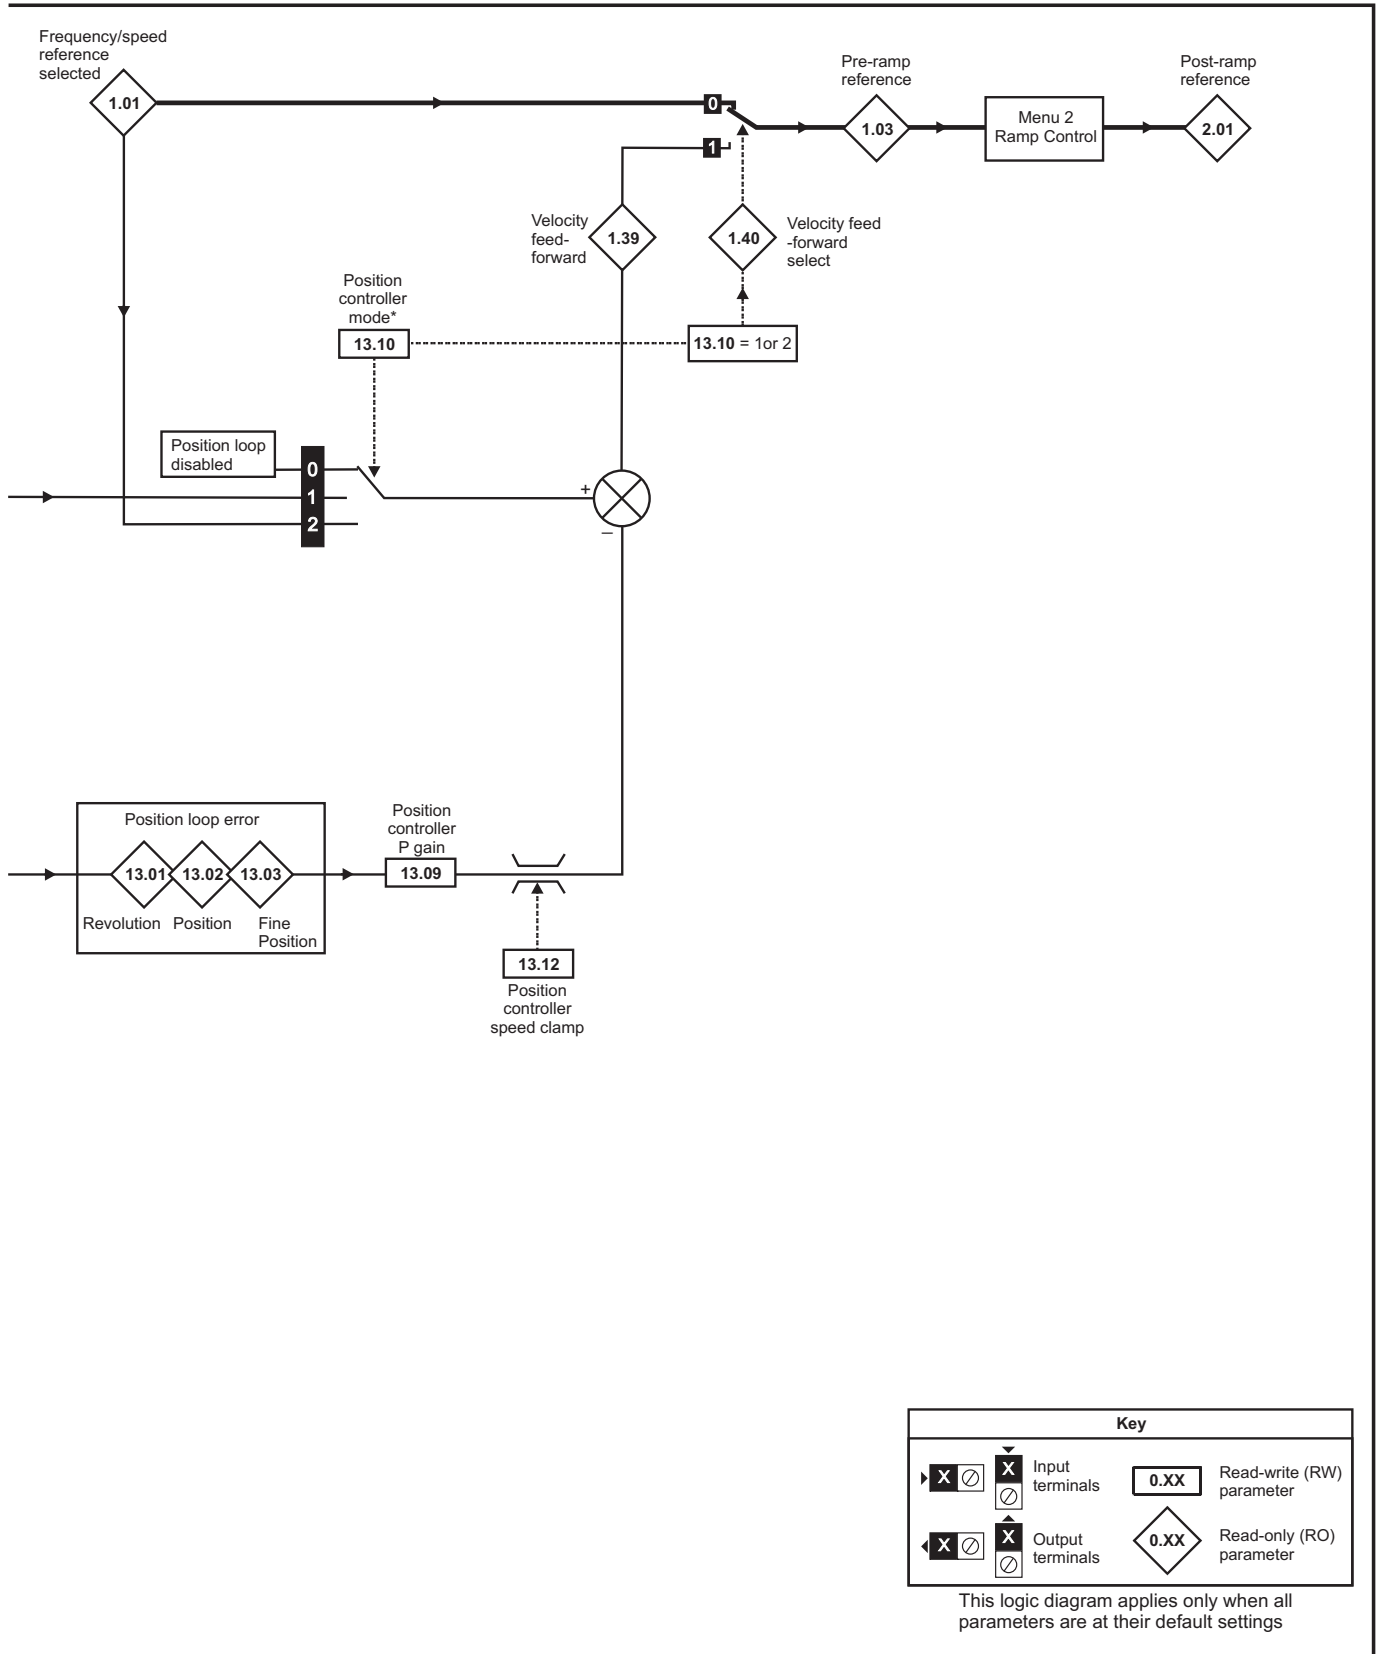 Frequency/speed
reference
selected
1.01
0
1
Pre-ramp
reference
1.03
Menu 2
Ramp Control
Post-ramp
reference
2.01
Velocity
feed-
forward
1.39
1.40
Velocity feed
-forward
select
Position
controller
mode*
13.10
13.10 = 1or 2
Position loop
disabled
0
1
2
+
–
Position loop error
13.01
13.02
13.03
Revolution
Position
Fine
Position
Position
controller
P gain
13.09
13.12
Position
controller
speed clamp
Key
X
X
Input
terminals
0.XX
Read-write (RW)
parameter
X
X
Output
terminals
0.XX
Read-only (RO)
parameter
This logic diagram applies only when all
parameters are at their default settings